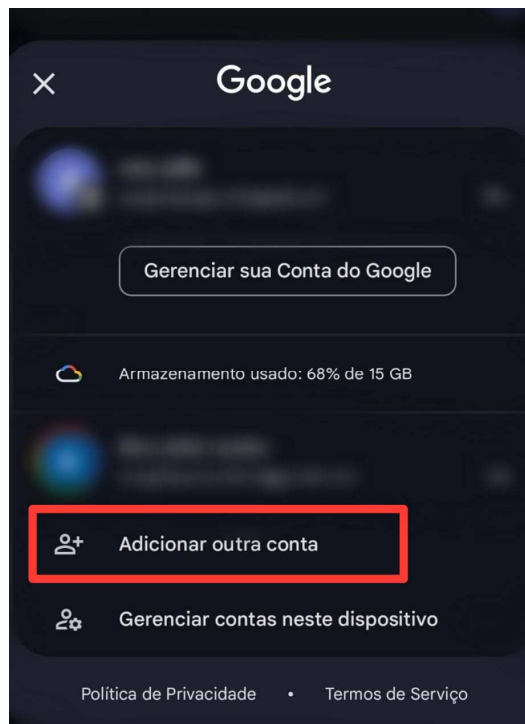 Google
Gerenciar sua Conta do Google
Armazenamento usado: 68% de 15 GB
Adicionar outra conta
Gerenciar contas neste dispositivo
Política de Privacidade • Termos de Serviço